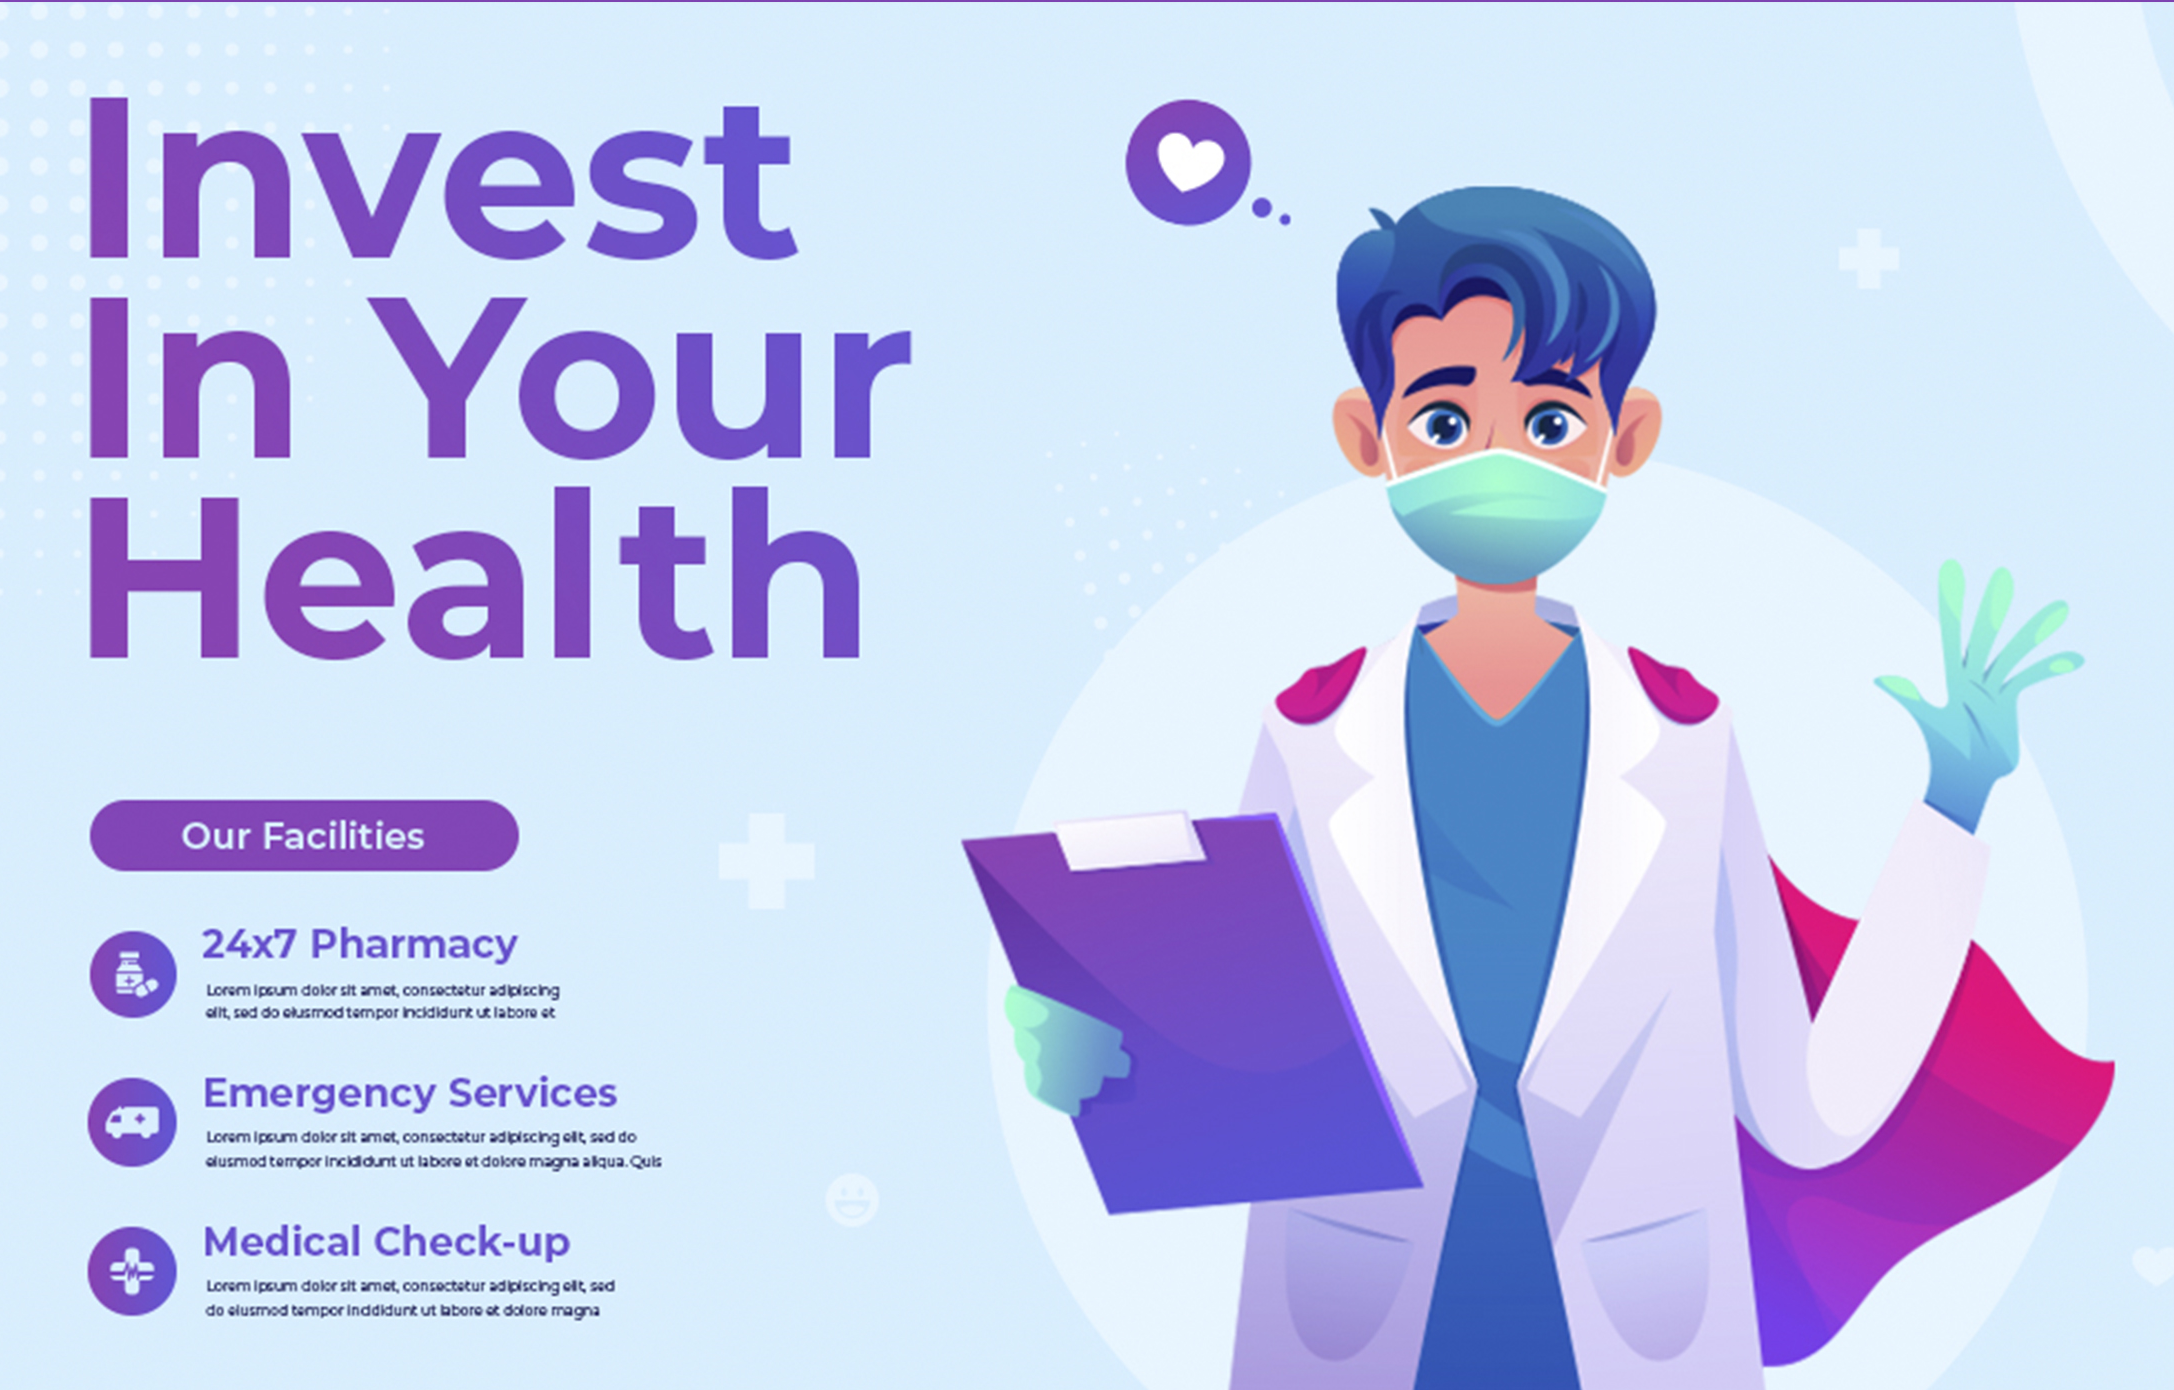 Invest
In Your
Health
Our Facilities
24x7 Pharmacy
Lorem ipsum dolor sit amet, consectetur adipiscing
elit, sed do eiusmod tempor incididunt ut labore et
Emergency Services
Lorem ipsum dolor sit amet, consectetur adipiscing elit, sed do
eiusmod tempor incididunt ut labore et dolore magna aliqua. Quis
Medical Check-up
Lorem ipsum dolor sit amet, consectetur adipiscing elit, sed
do eiusmod tempor incididunt ut labore et dolore magna